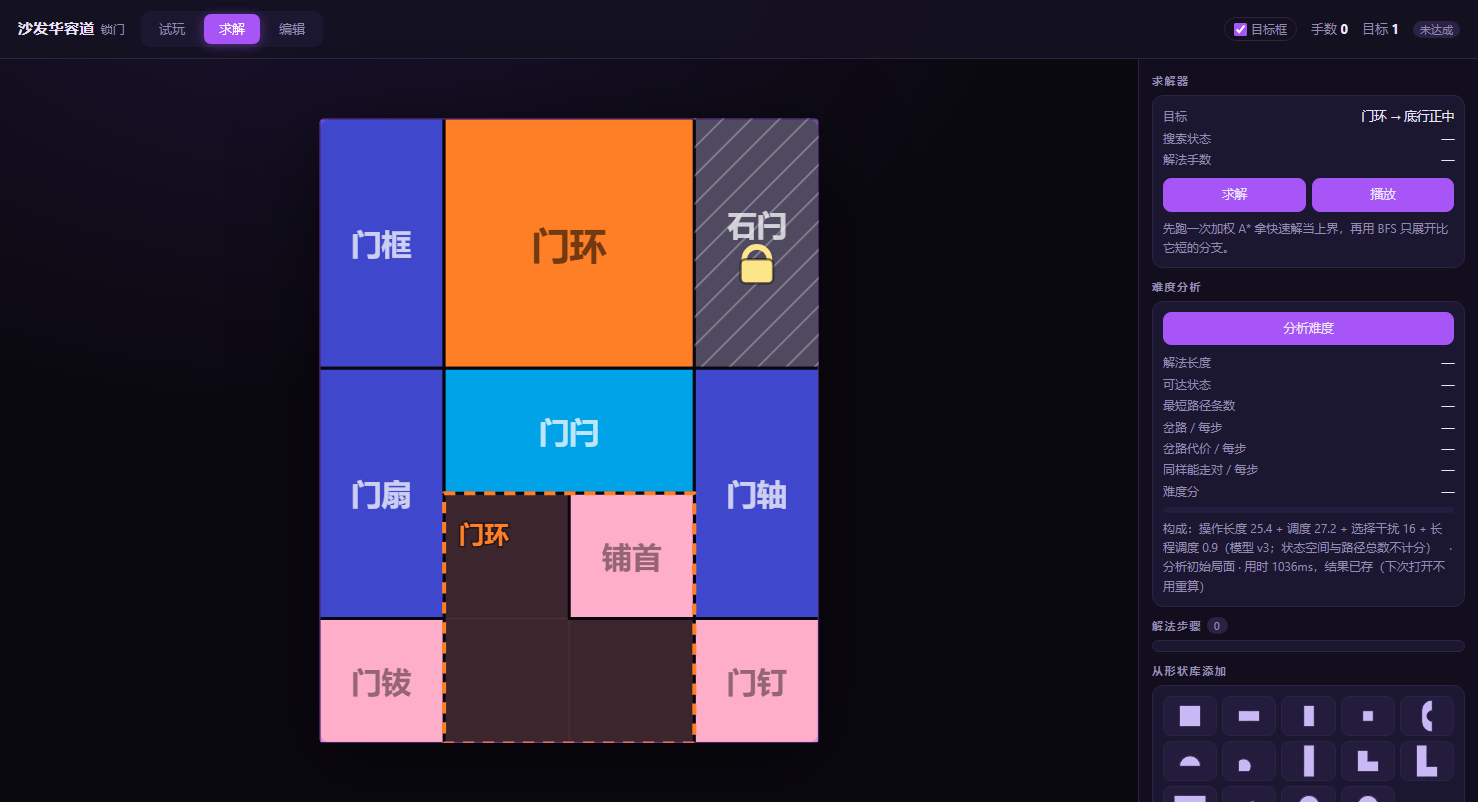 沙发华容道 锁门 试玩 求解 编辑 目标框 手数 0 目标 1 未达成
求解器
目标 门环 → 底行正中
搜索状态 —
解法手数 —
求解 播放
先跑一次加权 A* 拿快速解当上界，再用 BFS 只展开比
它短的分支。
难度分析
分析难度
解法长度 —
可达状态 —
最短路径条数 —
岔路 / 每步 —
岔路代价 / 每步 —
同样能走对 / 每步 —
难度分 —
构成：操作长度 25.4 + 调度 27.2 + 选择干扰 16 + 长
程调度 0.9（模型 v3；状态空间与路径总数不计分） ·
分析初始局面 · 用时 1036ms，结果已存（下次打开不
用重算）
解法步骤 0
从形状库添加
门框 门环 石闩
门扇 门闩 门轴
门环 铺首
门钹 门钉